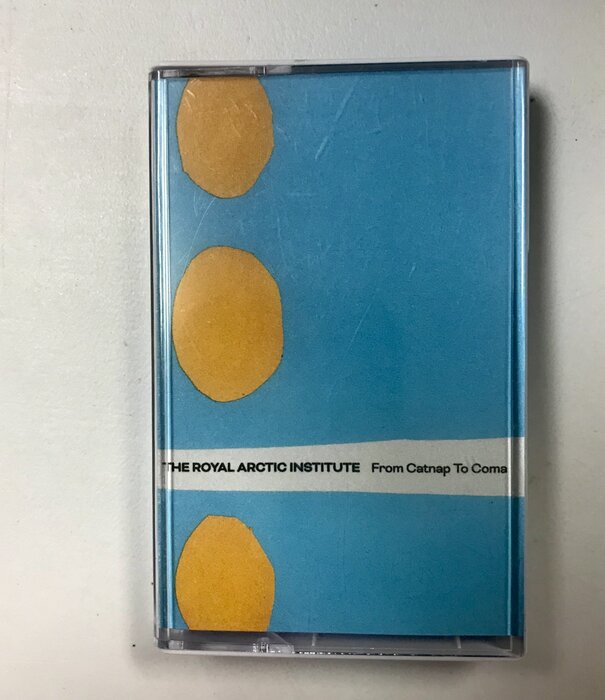 THE ROYAL ARCTIC INSTITUTE From Catnap To Coma